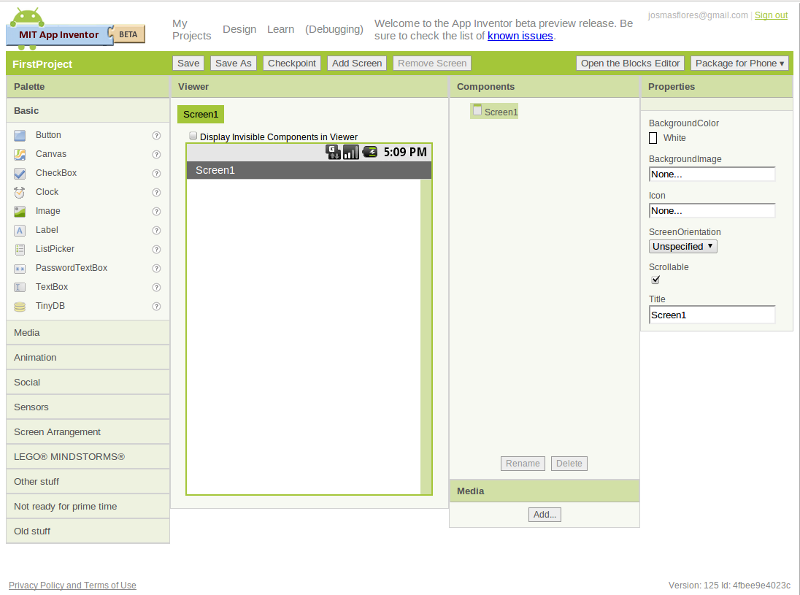 MIT App Inventor BETA
My Projects Design Learn (Debugging)
Welcome to the App Inventor beta preview release. Be sure to check the list of known issues.
josmasflores@gmail.com | Sign out
FirstProject
Save Save As Checkpoint Add Screen Remove Screen Open the Blocks Editor Package for Phone ▾
Palette
Basic
Button ?
Canvas ?
CheckBox ?
Clock ?
Image ?
Label ?
ListPicker ?
PasswordTextBox ?
TextBox ?
TinyDB ?
Media
Animation
Social
Sensors
Screen Arrangement
LEGO® MINDSTORMS®
Other stuff
Not ready for prime time
Old stuff
Viewer
Screen1
Display Invisible Components in Viewer
5:09 PM
Screen1
Components
Screen1
Rename Delete
Media
Add...
Properties
BackgroundColor
White
BackgroundImage
None...
Icon
None...
ScreenOrientation
Unspecified ▾
Scrollable
Title
Screen1
Privacy Policy and Terms of Use
Version: 125 Id: 4fbee9e4023c